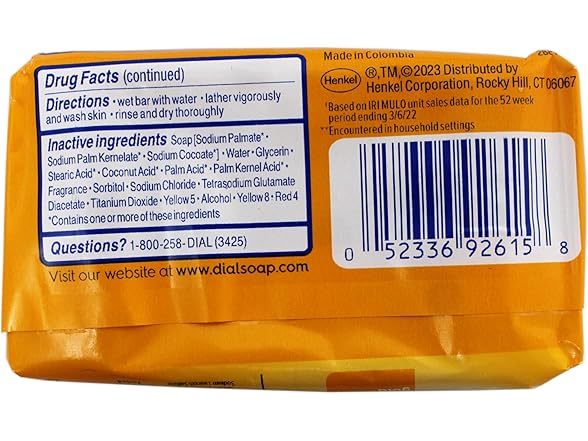 Drug Facts (continued)
Directions • wet bar with water • lather vigorously
and wash skin • rinse and dry thoroughly
Inactive ingredients Soap [Sodium Palmate*•
Sodium Palm Kernelate* • Sodium Cocoate*] • Water • Glycerin •
Stearic Acid* • Coconut Acid* • Palm Acid* • Palm Kernel Acid* •
Fragrance • Sorbitol • Sodium Chloride • Tetrasodium Glutamate
Diacetate • Titanium Dioxide • Yellow 5 • Alcohol • Yellow 8 • Red 4
*Contains one or more of these ingredients
Questions? 1-800-258-DIAL (3425)
Visit our website at www.dialsoap.com
Made in Colombia
Henkel
®,TM,©2023 Distributed by
Henkel Corporation, Rocky Hill, CT 06067
†Based on IRI MULO unit sales data for the 52 week
period ending 3/6/22
**Encountered in household settings
0 52336 92615 8